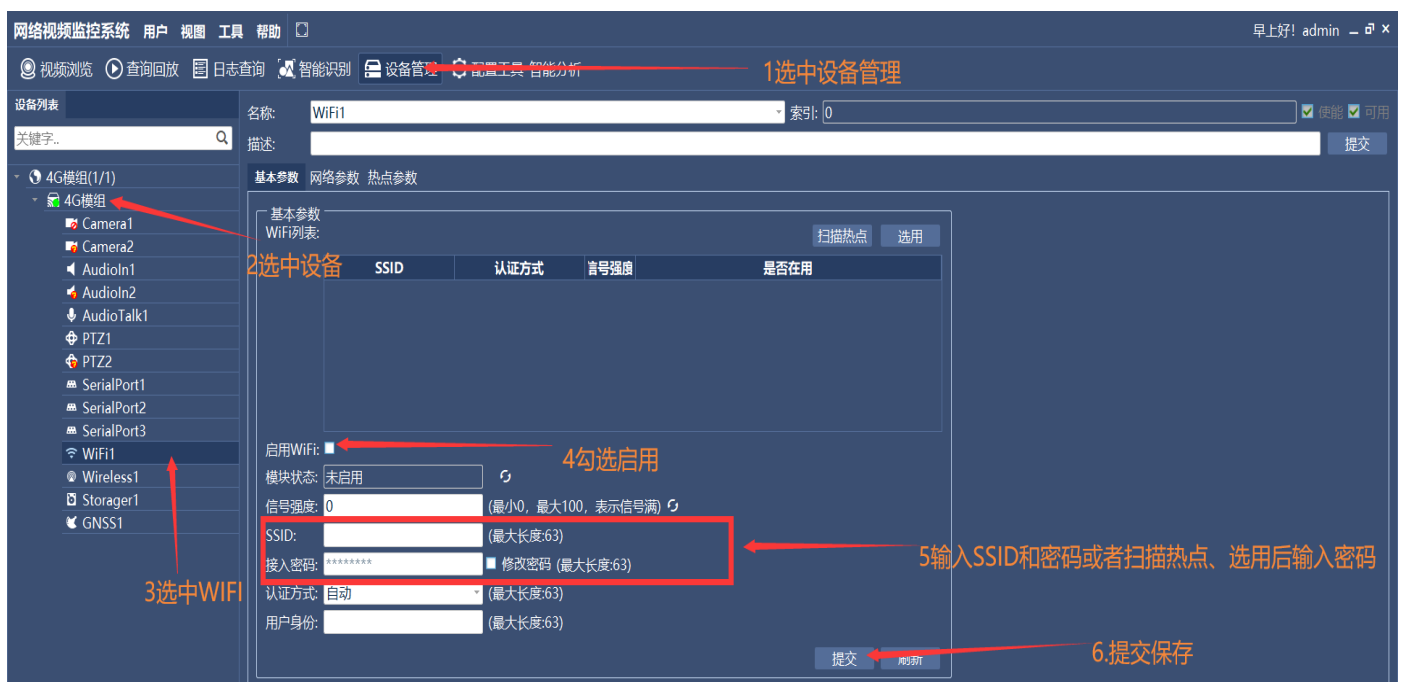 网络视频监控系统 用户 视图 工具 帮助 早上好! admin
视频浏览 查询回放 日志查询 智能识别 设备管理 配置工具 智能分析
1选中设备管理
设备列表
关键字..
4G模组(1/1)
4G模组
Camera1
Camera2
AudioIn1
AudioIn2
AudioTalk1
PTZ1
PTZ2
SerialPort1
SerialPort2
SerialPort3
WiFi1
Wireless1
Storager1
GNSS1
2选中设备
3选中WIFI
名称: WiFi1 索引: 0 使能 可用
描述: 提交
基本参数 网络参数 热点参数
基本参数
WiFi列表: 扫描热点 选用
SSID 认证方式 言号强度 是否在用
启用WiFi:
4勾选启用
模块状态: 未启用
信号强度: 0 (最小0，最大100，表示信号满)
SSID: (最大长度:63)
接入密码: ******** 修改密码 (最大长度:63)
5输入SSID和密码或者扫描热点、选用后输入密码
认证方式: 自动 (最大长度:63)
用户身份: (最大长度:63)
提交 刷新
6.提交保存